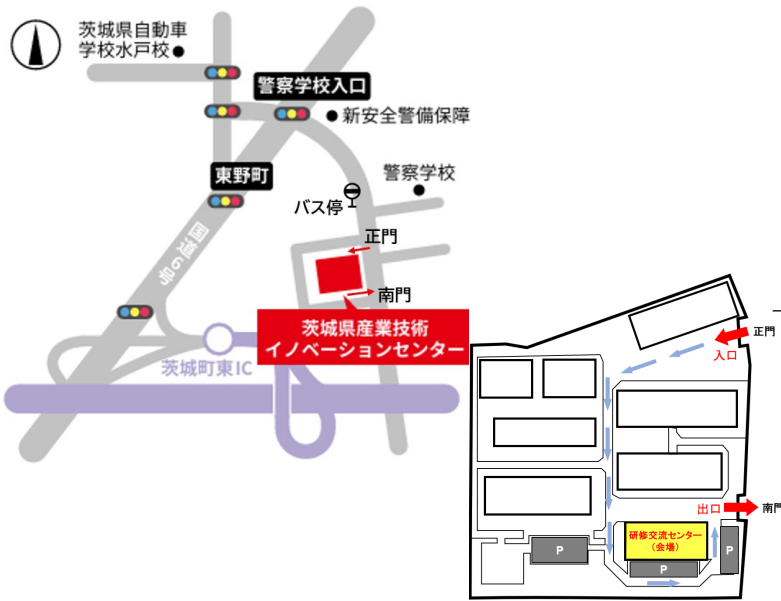 茨城県自動車
学校水戸校
警察学校入口
新安全警備保障
東野町
警察学校
バス停
正門
国道6号
南門
茨城県産業技術
イノベーションセンター
茨城町東IC
正門
入口
出口
南門
研修交流センター
（会場）
P
P
P